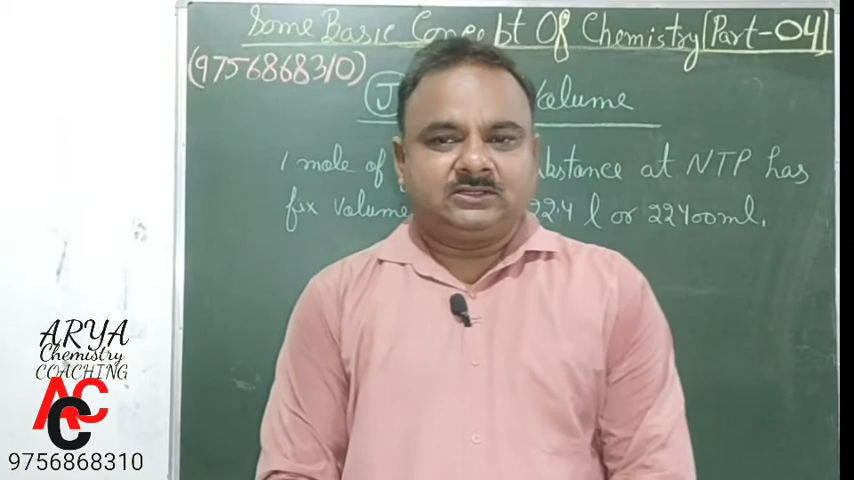 Some Basic Concept Of Chemistry [Part-04]
(9756868310)
Volume
1 mole of substance at NTP has
fix volume 22.4 l or 22400ml.
ARYA
Chemistry
COACHING
AC
C
9756868310